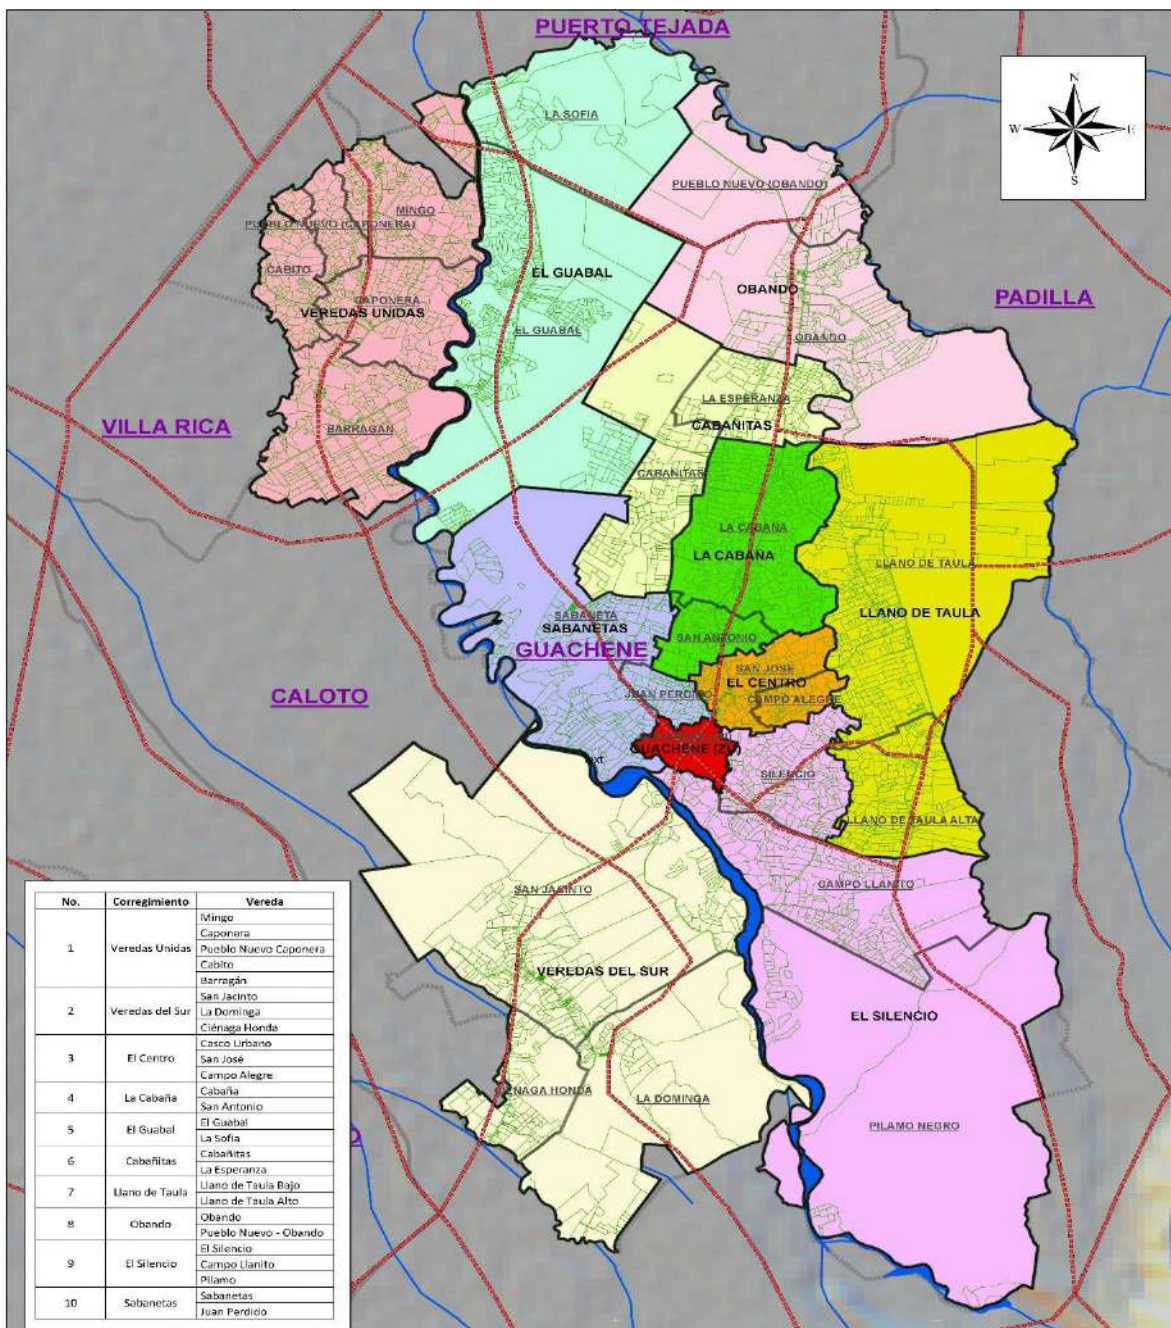 PUERTO TEJADA
N
W E
S
LA SOFIA
PUEBLO NUEVO (OBANDO)
MINGO
PUEBLO NUEVO (CAPONERA)
CABITO
EL GUABAL
OBANDO
PADILLA
CAPONERA
VEREDAS UNIDAS
EL GUABAL
OBANDO
LA ESPERANZA
CABAÑITAS
VILLA RICA
BARRAGAN
CABAÑITAS
LA CABAÑA
LA CABAÑA
LLANO DE TAULA
LLANO DE TAULA
SABANETA
SABANETAS
SAN ANTONIO
GUACHENE
SAN JOSE
EL CENTRO
CALOTO
JUAN PERDIDO
CAMPO ALEGRE
GUACHENE (ZU)
SILENCIO
LLANO DE TAULA ALTA
SAN JACINTO
CAMPO LLANITO
VEREDAS DEL SUR
EL SILENCIO
NAGA HONDA
LA DOMINGA
PILAMO NEGRO
No. Corregimiento Vereda
1 Veredas Unidas Mingo
Caponera
Pueblo Nuevo Caponera
Cabito
Barragán
2 Veredas del Sur San Jacinto
La Dominga
Ciénaga Honda
3 El Centro Casco Urbano
San José
Campo Alegre
4 La Cabaña Cabaña
San Antonio
5 El Guabal El Guabal
La Sofia
6 Cabañitas Cabañitas
La Esperanza
7 Llano de Taula Llano de Taula Bajo
Llano de Taula Alto
8 Obando Obando
Pueblo Nuevo - Obando
9 El Silencio El Silencio
Campo Llanito
Pilamo
10 Sabanetas Sabanetas
Juan Perdido